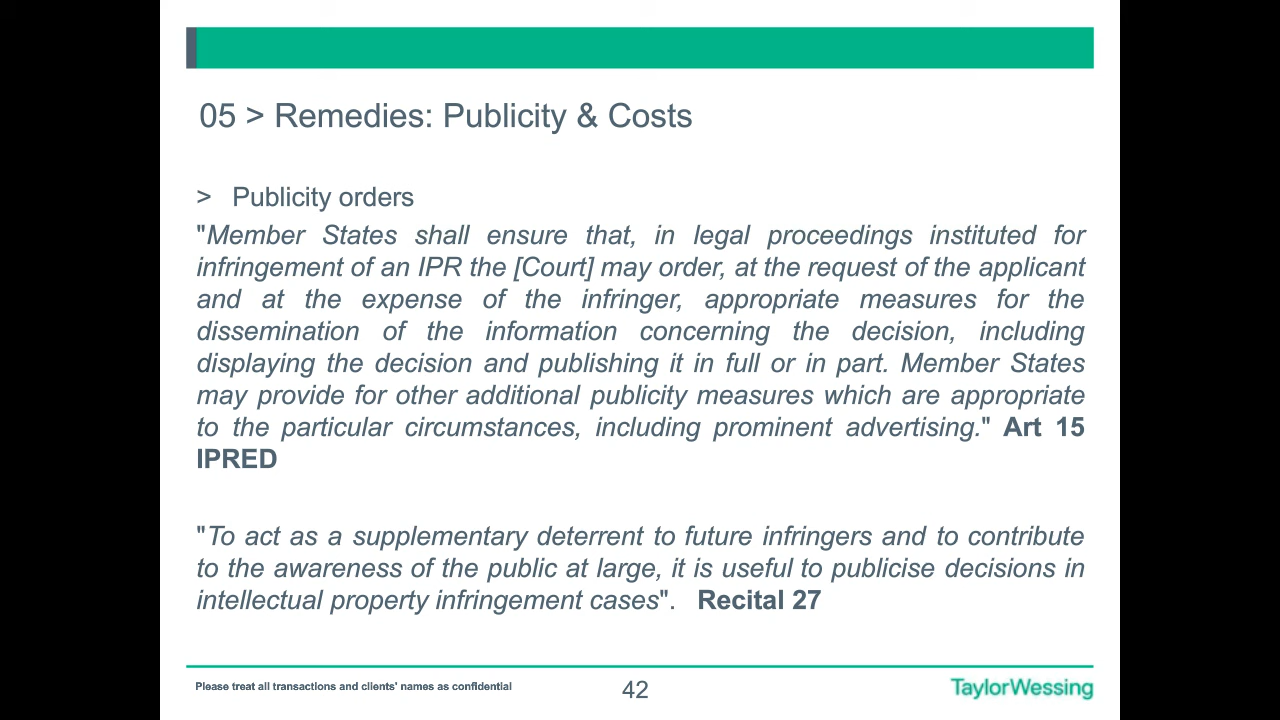 05 > Remedies: Publicity & Costs
> Publicity orders
"Member States shall ensure that, in legal proceedings instituted for
infringement of an IPR the [Court] may order, at the request of the applicant
and at the expense of the infringer, appropriate measures for the
dissemination of the information concerning the decision, including
displaying the decision and publishing it in full or in part. Member States
may provide for other additional publicity measures which are appropriate
to the particular circumstances, including prominent advertising." Art 15
IPRED
"To act as a supplementary deterrent to future infringers and to contribute
to the awareness of the public at large, it is useful to publicise decisions in
intellectual property infringement cases". Recital 27
Please treat all transactions and clients' names as confidential
42
TaylorWessing